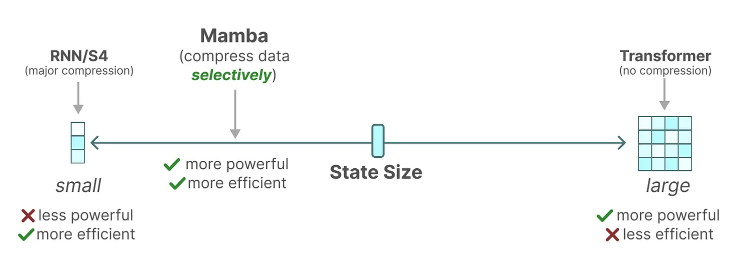 RNN/S4
(major compression)
Mamba
(compress data
selectively)
Transformer
(no compression)
small
less powerful
more efficient
more powerful
more efficient
State Size
large
more powerful
less efficient